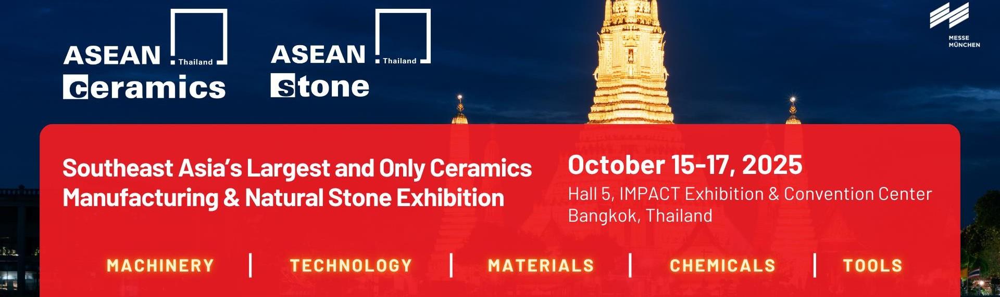 ASEAN Thailand
ceramics
ASEAN Thailand
stone
MESSE
MÜNCHEN
Southeast Asia’s Largest and Only Ceramics
Manufacturing & Natural Stone Exhibition
October 15-17, 2025
Hall 5, IMPACT Exhibition & Convention Center
Bangkok, Thailand
MACHINERY | TECHNOLOGY | MATERIALS | CHEMICALS | TOOLS